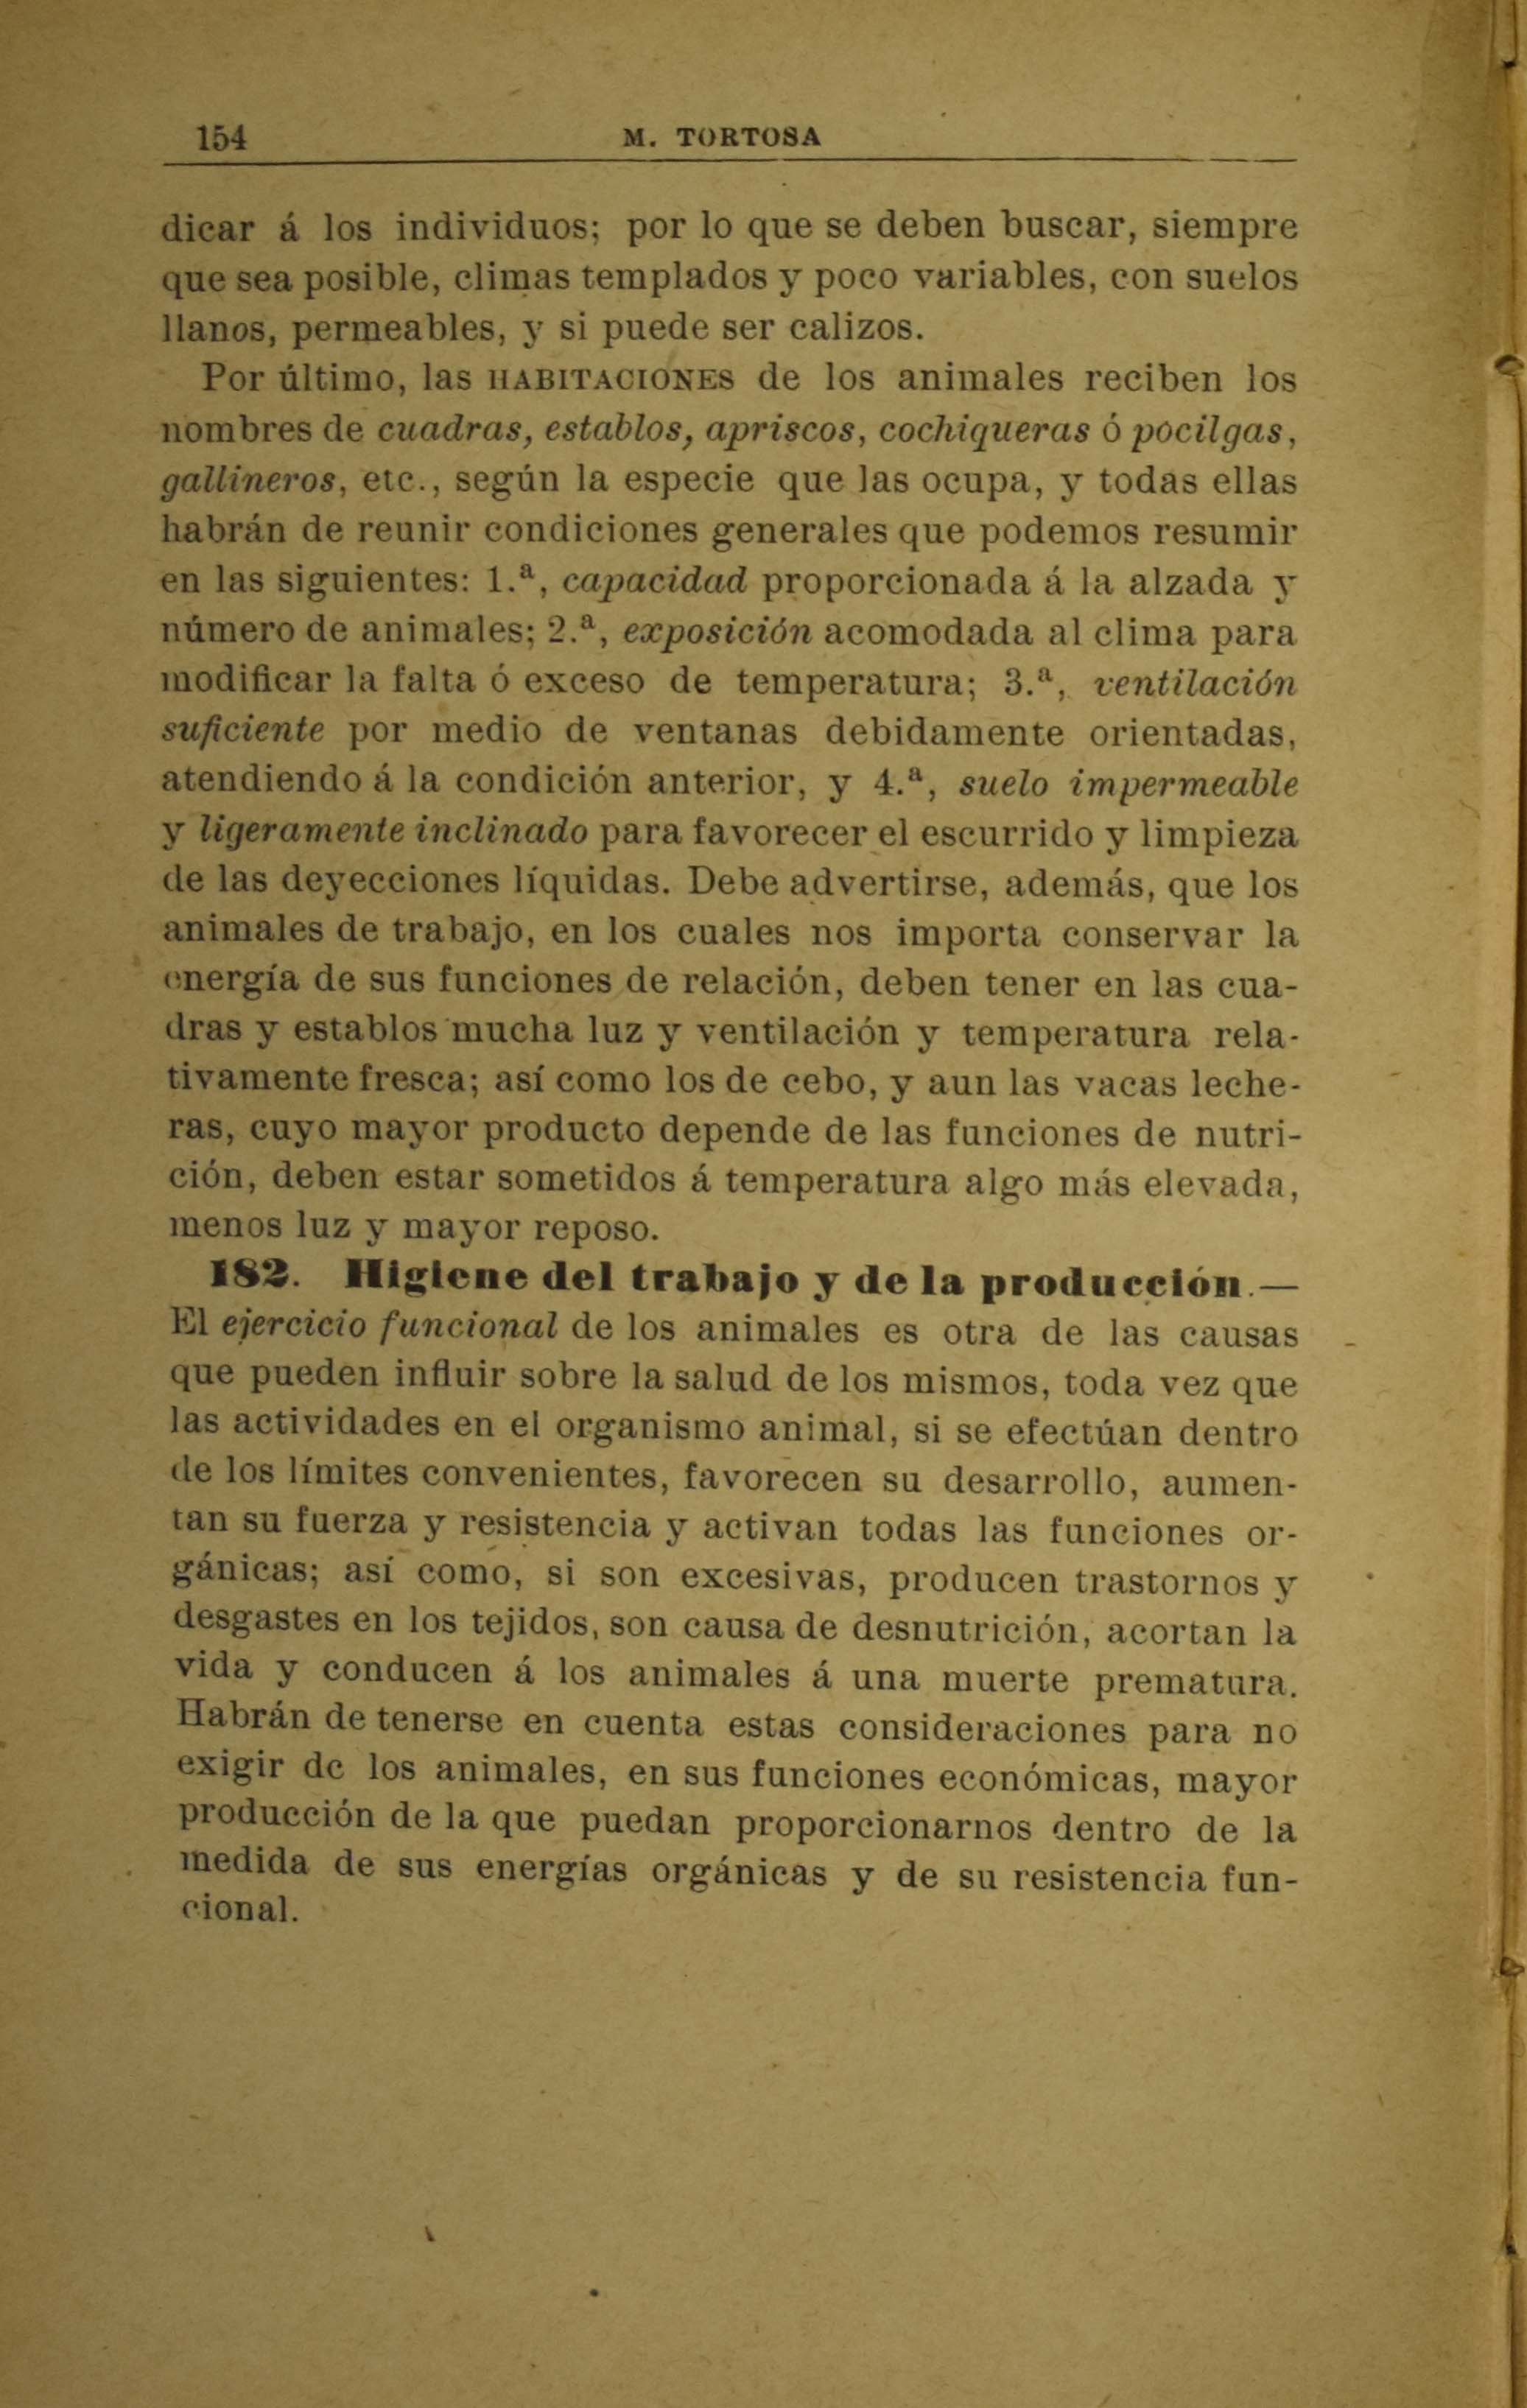 154 M. TORTOSA
dicar á los individuos; por lo que se deben buscar, siempre
que sea posible, climas templados y poco variables, con suelos
llanos, permeables, y si puede ser calizos.
Por último, las HABITACIONES de los animales reciben los
nombres de cuadras, establos, apriscos, cochiqueras ó pocilgas,
gallineros, etc., según la especie que las ocupa, y todas ellas
habrán de reunir condiciones generales que podemos resumir
en las siguientes: 1.ª, capacidad proporcionada á la alzada y
número de animales; 2.ª, exposición acomodada al clima para
modificar la falta ó exceso de temperatura; 3.ª, ventilación
suficiente por medio de ventanas debidamente orientadas,
atendiendo á la condición anterior, y 4.ª, suelo impermeable
y ligeramente inclinado para favorecer el escurrido y limpieza
de las deyecciones líquidas. Debe advertirse, además, que los
animales de trabajo, en los cuales nos importa conservar la
energía de sus funciones de relación, deben tener en las cua-
dras y establos mucha luz y ventilación y temperatura rela-
tivamente fresca; así como los de cebo, y aun las vacas leche-
ras, cuyo mayor producto depende de las funciones de nutri-
ción, deben estar sometidos á temperatura algo más elevada,
menos luz y mayor reposo.
182. Higiene del trabajo y de la producción.—
El ejercicio funcional de los animales es otra de las causas
que pueden influir sobre la salud de los mismos, toda vez que
las actividades en el organismo animal, si se efectúan dentro
de los límites convenientes, favorecen su desarrollo, aumen-
tan su fuerza y resistencia y activan todas las funciones or-
gánicas; así como, si son excesivas, producen trastornos y
desgastes en los tejidos, son causa de desnutrición, acortan la
vida y conducen á los animales á una muerte prematura.
Habrán de tenerse en cuenta estas consideraciones para no
exigir de los animales, en sus funciones económicas, mayor
producción de la que puedan proporcionarnos dentro de la
medida de sus energías orgánicas y de su resistencia fun-
cional.